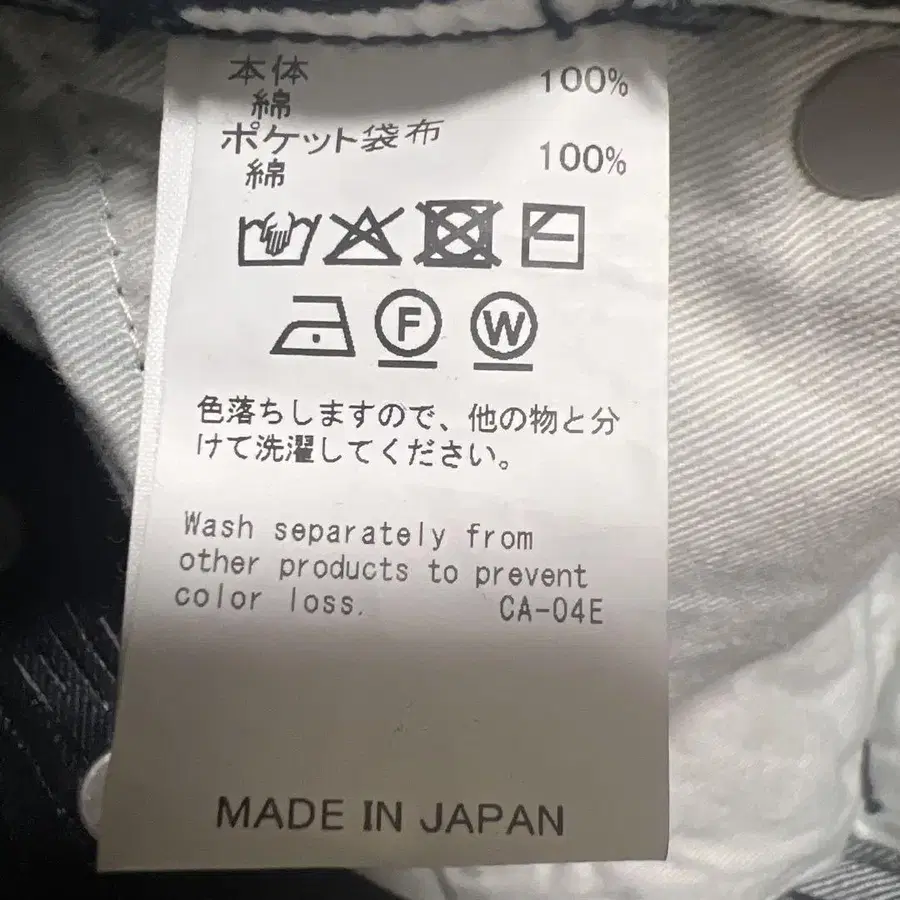 本体 100%
綿
ポケット袋布
綿 100%
F W
色落ちしますので、他の物と分
けて洗濯してください。
Wash separately from
other products to prevent
color loss. CA-04E
MADE IN JAPAN